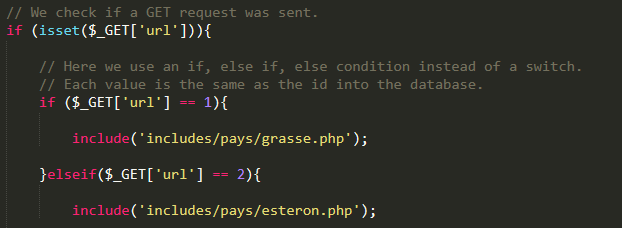 // We check if a GET request was sent.
if (isset($_GET['url'])){
// Here we use an if, else if, else condition instead of a switch.
// Each value is the same as the id into the database.
if ($_GET['url'] == 1){
include('includes/pays/grasse.php');
}elseif($_GET['url'] == 2){
include('includes/pays/esteron.php');